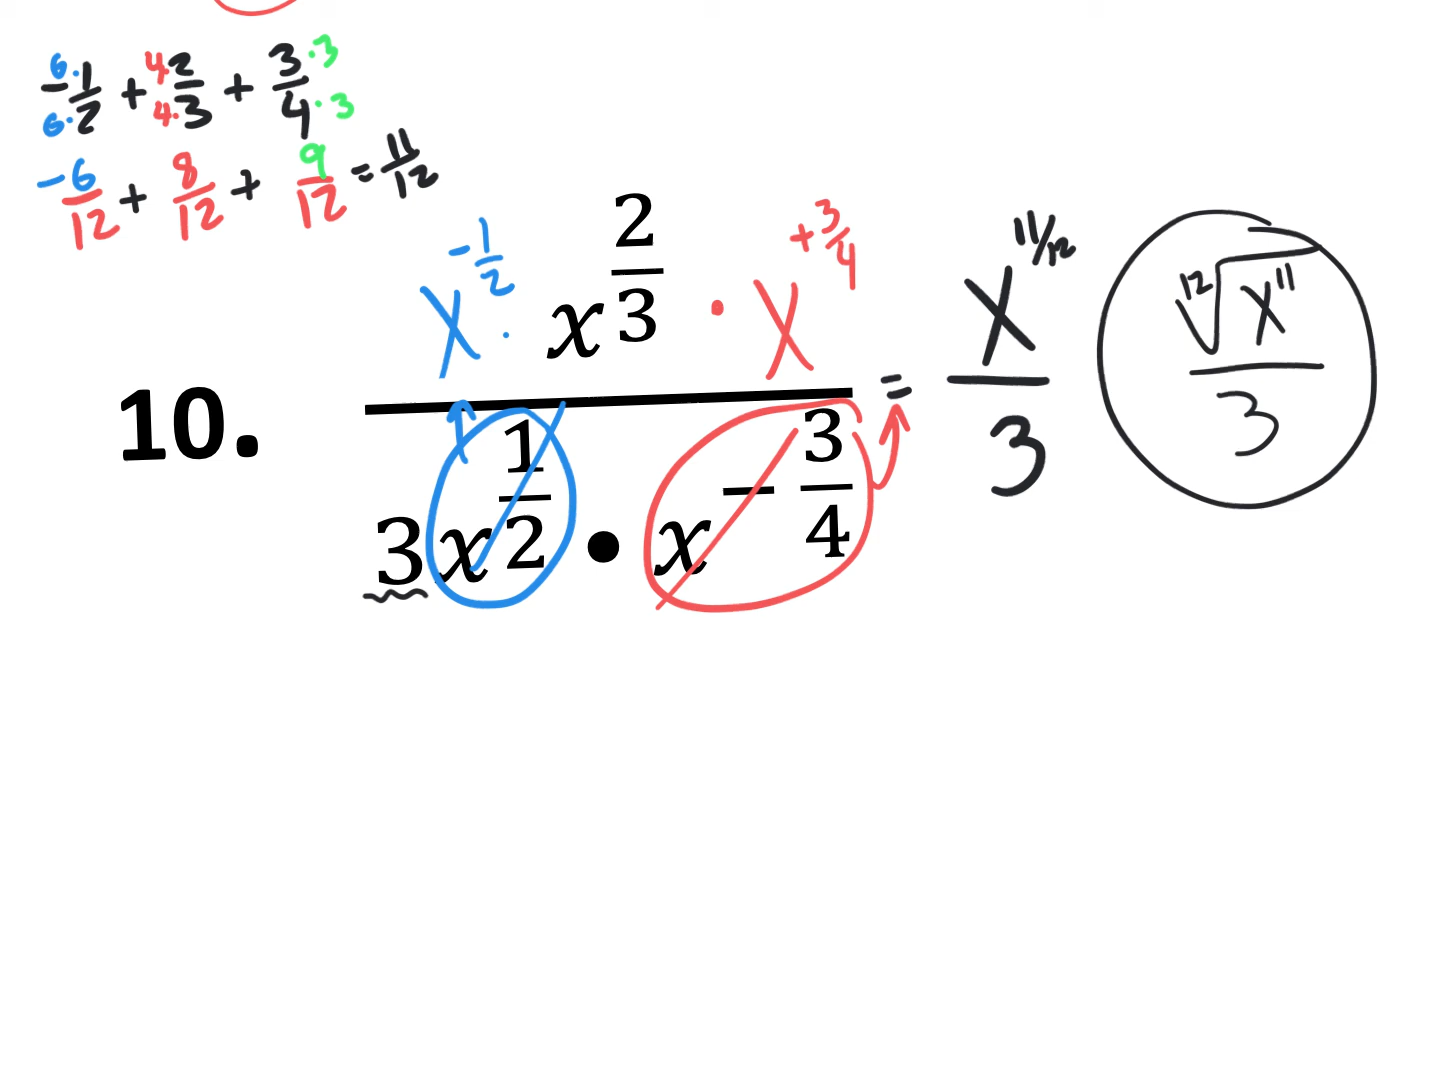 6· -1/2 6· + 4· 2/3 4· + 3/4 ·3 ·3
-6/12 + 8/12 + 9/12 = 11/12
10. x^(-1/2) · x^(2/3) · x^(+3/4) / 3x^(1/2) • x^(-3/4) = x^(11/12) / 3
¹²√x¹¹ / 3